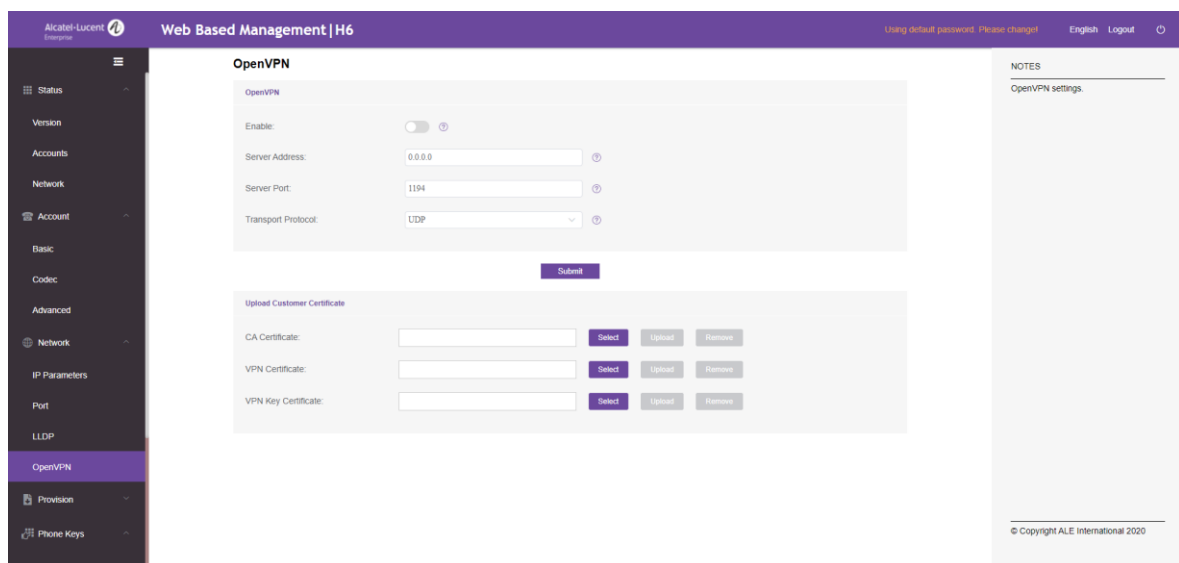 Alcatel-Lucent
Enterprise
Web Based Management|H6
Using default password. Please change!
English
Logout
Status
Version
Accounts
Network
Account
Basic
Codec
Advanced
Network
IP Parameters
Port
LLDP
OpenVPN
Provision
Phone Keys
OpenVPN
OpenVPN
Enable:
Server Address:
0.0.0.0
Server Port:
1194
Transport Protocol:
UDP
Submit
Upload Customer Certificate
CA Certificate:
Select
Upload
Remove
VPN Certificate:
Select
Upload
Remove
VPN Key Certificate:
Select
Upload
Remove
NOTES
OpenVPN settings.
© Copyright ALE International 2020